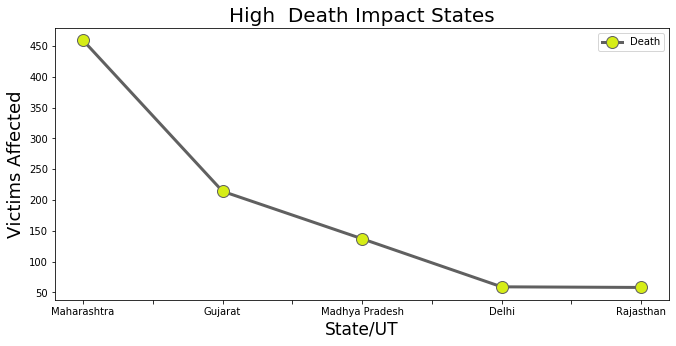 High  Death Impact States
Death
Victims Affected
450
400
350
300
250
200
150
100
50
Maharashtra Gujarat Madhya Pradesh Delhi Rajasthan
State/UT